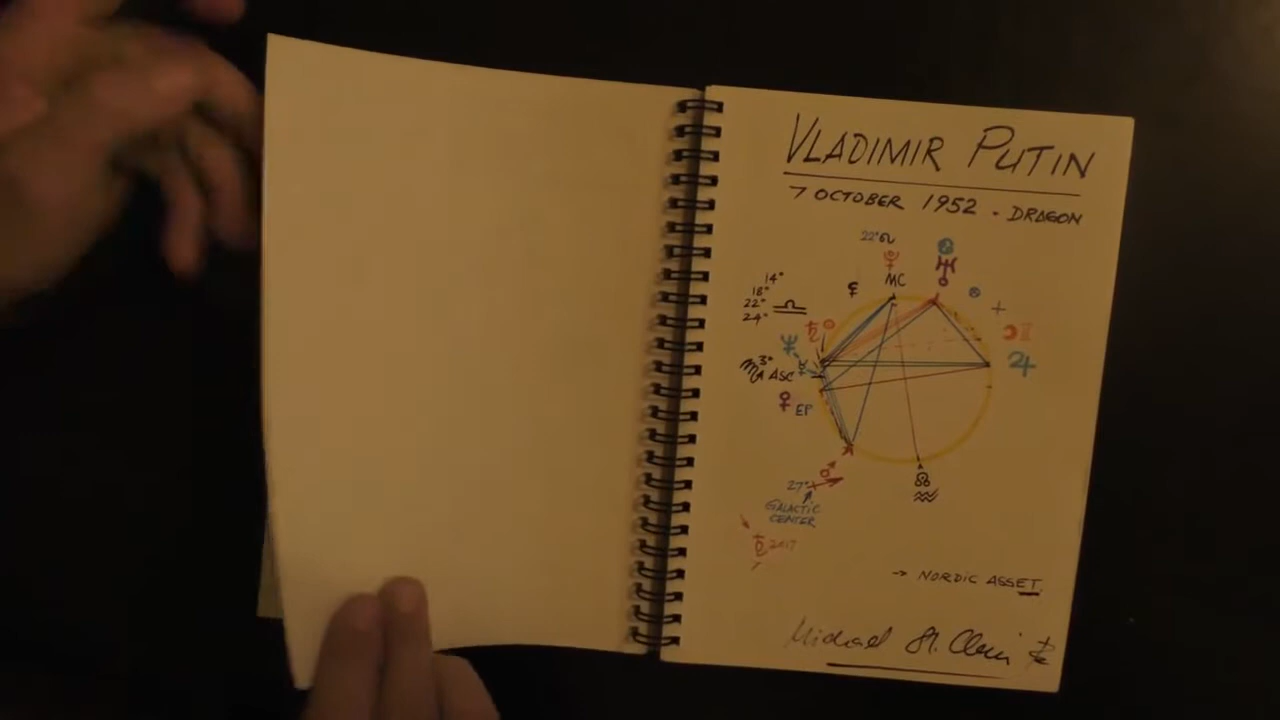 VLADIMIR PUTIN
7 OCTOBER 1952 - DRAGON
22°♌
MC
14°
18°
22° ♎
24°
3°
♏ ASC
EP
27°
GALACTIC
CENTER
2017
→ NORDIC ASSET.
Michael St. Clair